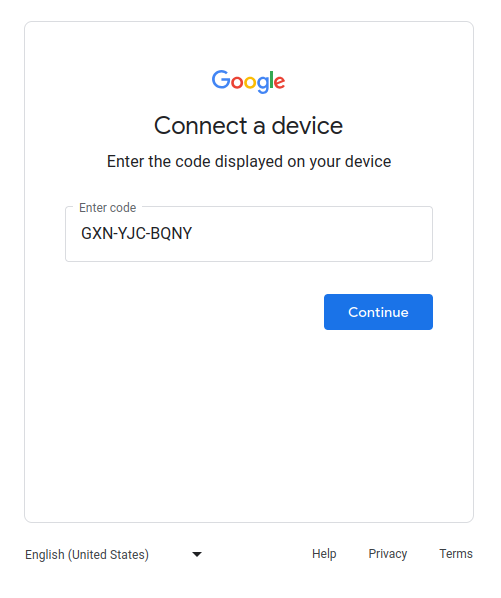 Google
Connect a device
Enter the code displayed on your device
Enter code
GXN-YJC-BQNY
Continue
English (United States)
Help
Privacy
Terms